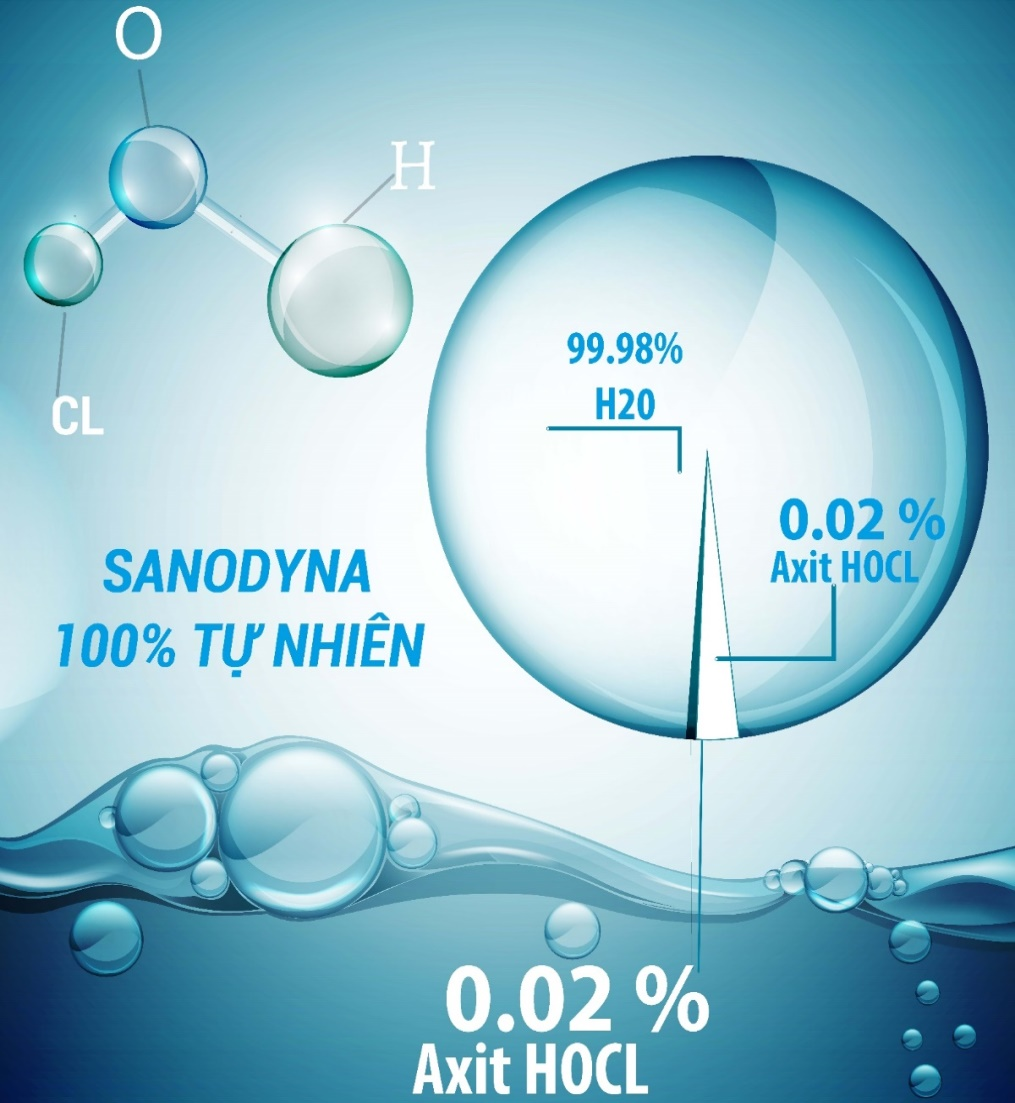 O
H
CL
99.98%
H20
0.02 %
Axit HOCL
SANODYNA
100% TỰ NHIÊN
0.02 %
Axit HOCL